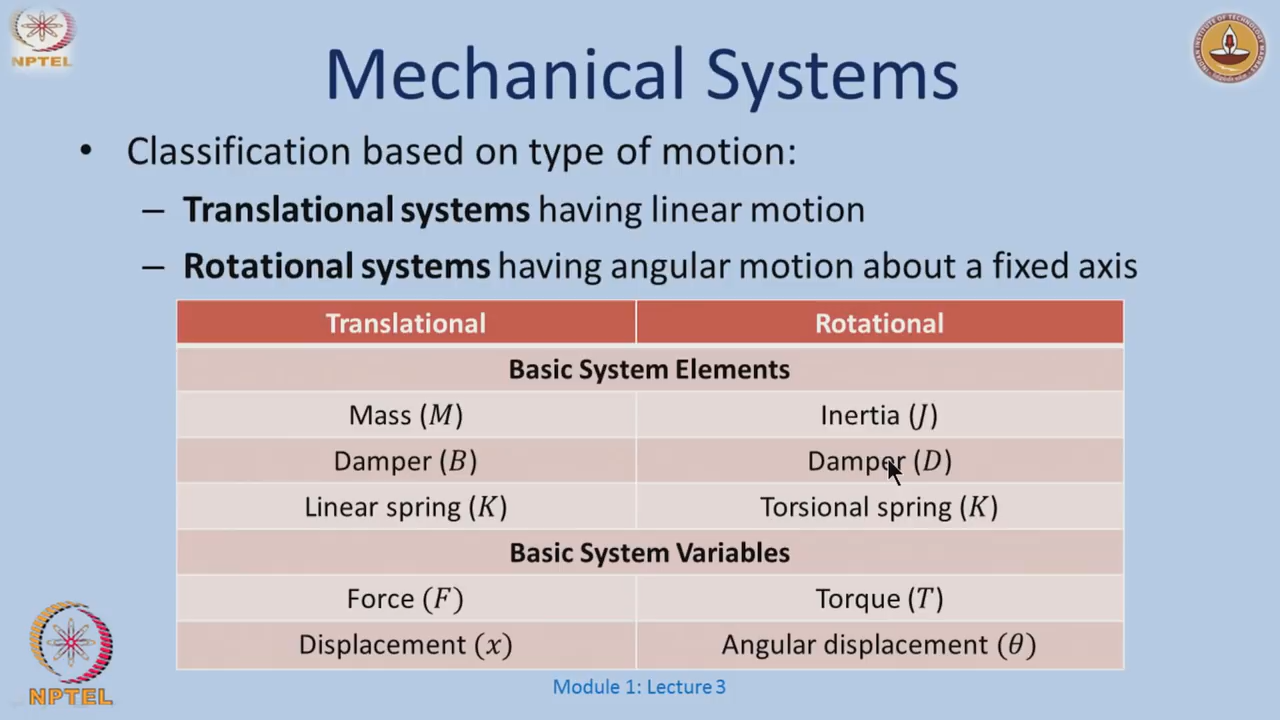 NPTEL
Mechanical Systems
• Classification based on type of motion:
– Translational systems having linear motion
– Rotational systems having angular motion about a fixed axis
Translational Rotational
Basic System Elements
Mass (M) Inertia (J)
Damper (B) Damper (D)
Linear spring (K) Torsional spring (K)
Basic System Variables
Force (F) Torque (T)
Displacement (x) Angular displacement (θ)
NPTEL
Module 1: Lecture 3